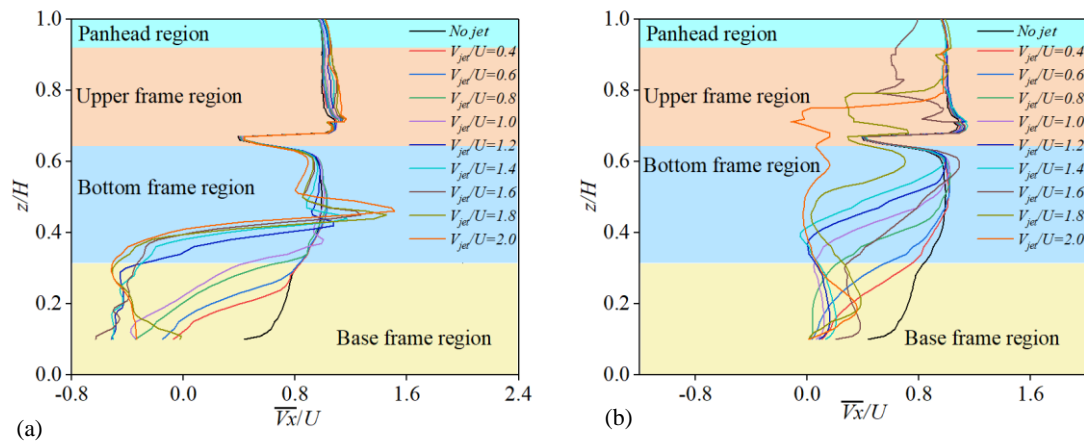 1.0
0.8
0.6
0.4
0.2
0.0
z/H
Panhead region
Upper frame region
Bottom frame region
Base frame region
No jet
V_jet/U=0.4
V_jet/U=0.6
V_jet/U=0.8
V_jet/U=1.0
V_jet/U=1.2
V_jet/U=1.4
V_jet/U=1.6
V_jet/U=1.8
V_jet/U=2.0
-0.8 0.0 0.8 1.6 2.4
V̅x̅/U
(a)
1.0
0.8
0.6
0.4
0.2
0.0
z/H
Panhead region
Upper frame region
Bottom frame region
Base frame region
No jet
V_jet/U=0.4
V_jet/U=0.6
V_jet/U=0.8
V_jet/U=1.0
V_jet/U=1.2
V_jet/U=1.4
V_jet/U=1.6
V_jet/U=1.8
V_jet/U=2.0
-0.8 0.0 0.8 1.6
V̅x̅/U
(b)